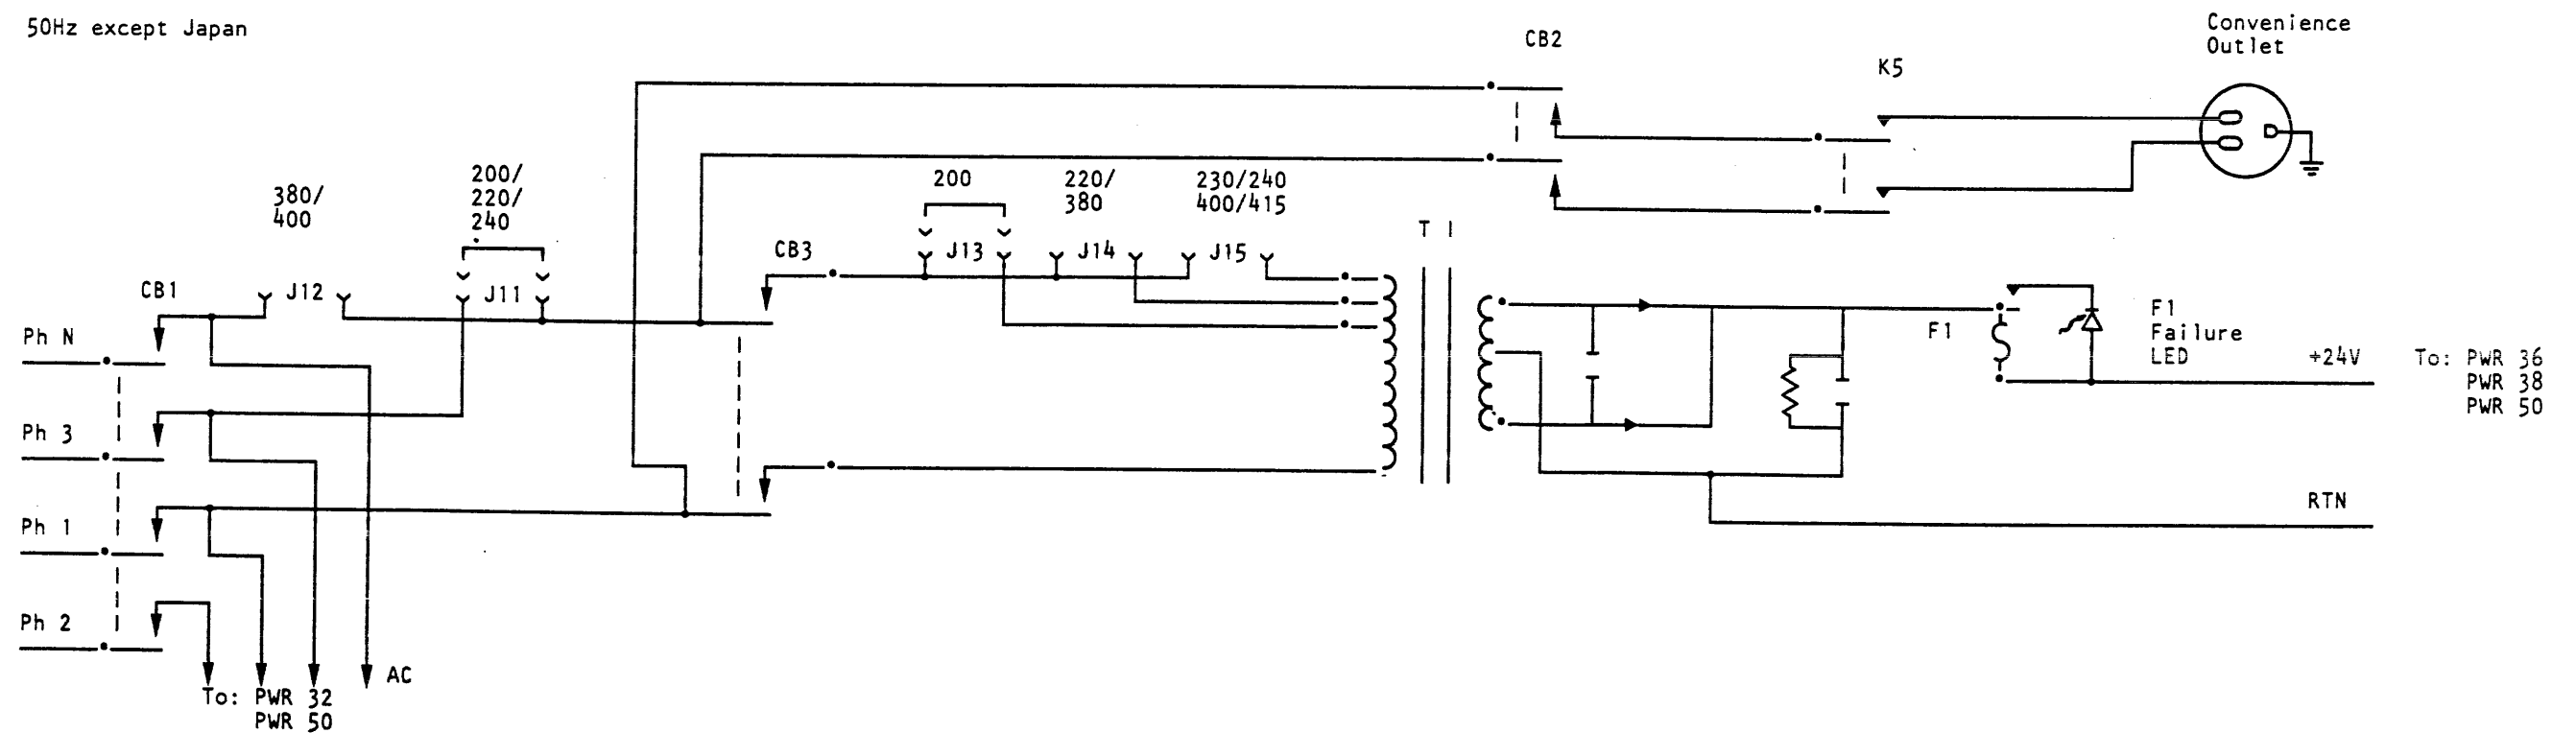 50Hz except Japan
CB2
Convenience
Outlet
K5
380/
400
200/
220/
240
200
220/
380
230/240
400/415
T 1
CB3
J13
J14
J15
CB1
J12
J11
Ph N
F1
F1
Failure
LED
+24V
To: PWR 36
PWR 38
PWR 50
Ph 3
Ph 1
RTN
Ph 2
AC
To: PWR 32
PWR 50